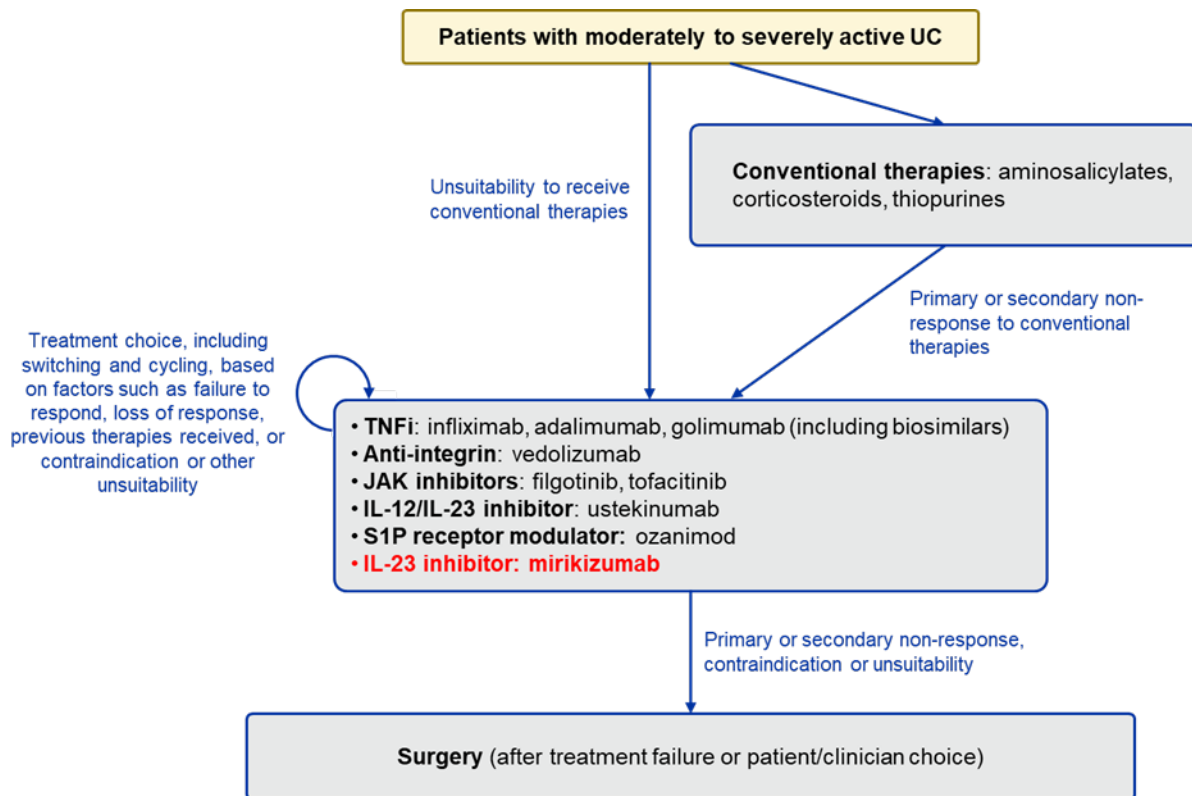 Patients with moderately to severely active UC
Conventional therapies: aminosalicylates,
corticosteroids, thiopurines
Unsuitability to receive
conventional therapies
Primary or secondary non-
response to conventional
therapies
Treatment choice, including
switching and cycling, based
on factors such as failure to
respond, loss of response,
previous therapies received, or
contraindication or other
unsuitability
• TNFi: infliximab, adalimumab, golimumab (including biosimilars)
• Anti-integrin: vedolizumab
• JAK inhibitors: filgotinib, tofacitinib
• IL-12/IL-23 inhibitor: ustekinumab
• S1P receptor modulator: ozanimod
• IL-23 inhibitor: mirikizumab
Primary or secondary non-response,
contraindication or unsuitability
Surgery (after treatment failure or patient/clinician choice)